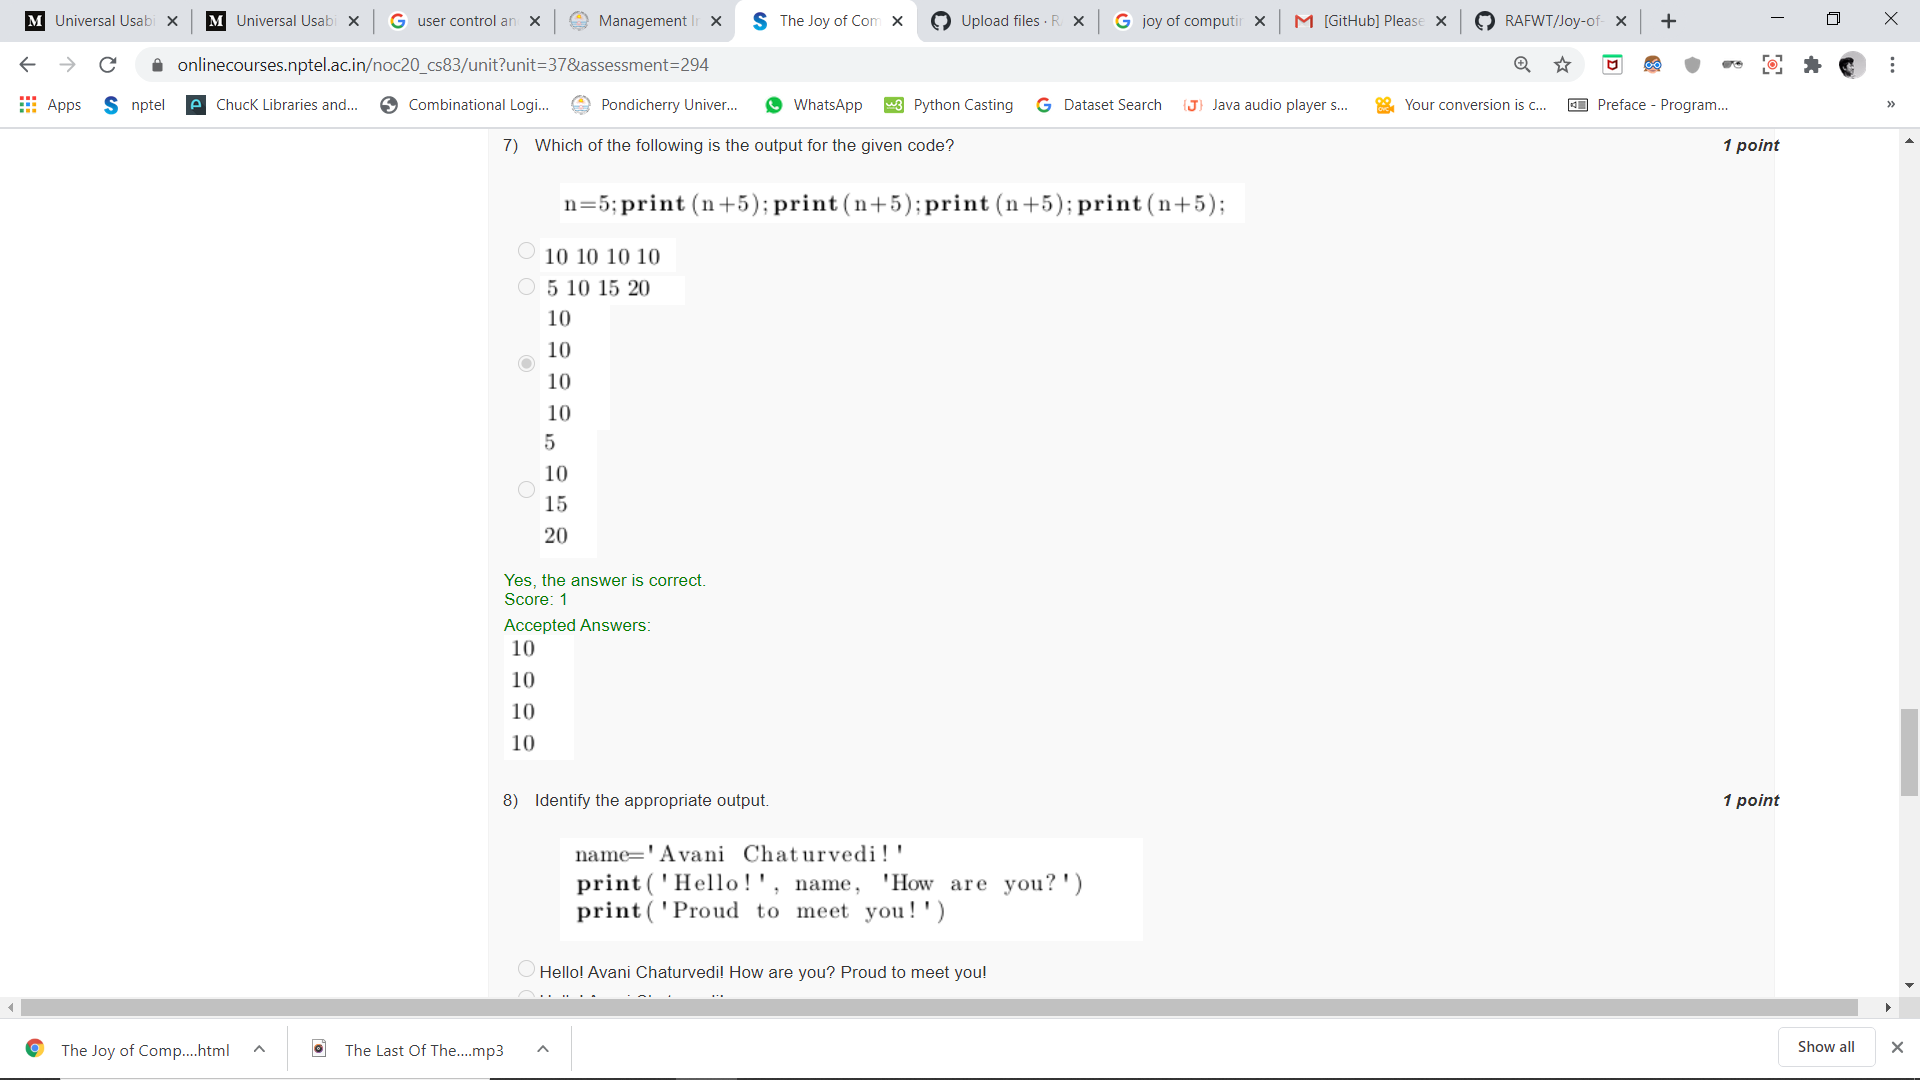 Universal Usabi
Universal Usabi
user control an
Management I
The Joy of Com
Upload files · R
joy of computin
[GitHub] Please
RAFWT/Joy-of-
onlinecourses.nptel.ac.in/noc20_cs83/unit?unit=37&assessment=294
Apps
nptel
ChucK Libraries and...
Combinational Logi...
Pondicherry Univer...
WhatsApp
Python Casting
Dataset Search
Java audio player s...
Your conversion is c...
Preface - Program...
»
7) Which of the following is the output for the given code?
1 point
n=5;print(n+5);print(n+5);print(n+5);print(n+5);
10 10 10 10
5 10 15 20
10
10
10
10
5
10
15
20
Yes, the answer is correct.
Score: 1
Accepted Answers:
10
10
10
10
8) Identify the appropriate output.
1 point
name='Avani Chaturvedi!'
print('Hello!', name, 'How are you?')
print('Proud to meet you!')
Hello! Avani Chaturvedi! How are you? Proud to meet you!
The Joy of Comp....html
The Last Of The....mp3
Show all